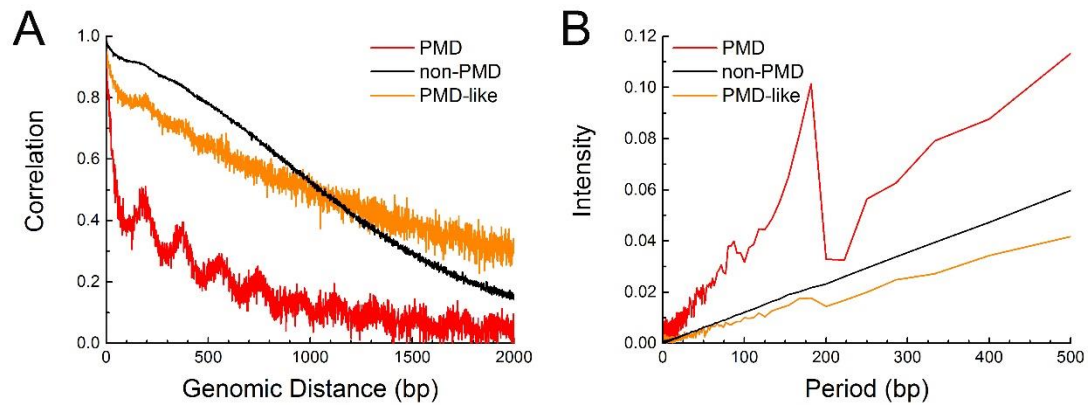 A
Correlation
1.0
0.8
0.6
0.4
0.2
0.0
0
500
1000
1500
2000
Genomic Distance (bp)
PMD
non-PMD
PMD-like
B
Intensity
0.12
0.10
0.08
0.06
0.04
0.02
0.00
0
100
200
300
400
500
Period (bp)
PMD
non-PMD
PMD-like